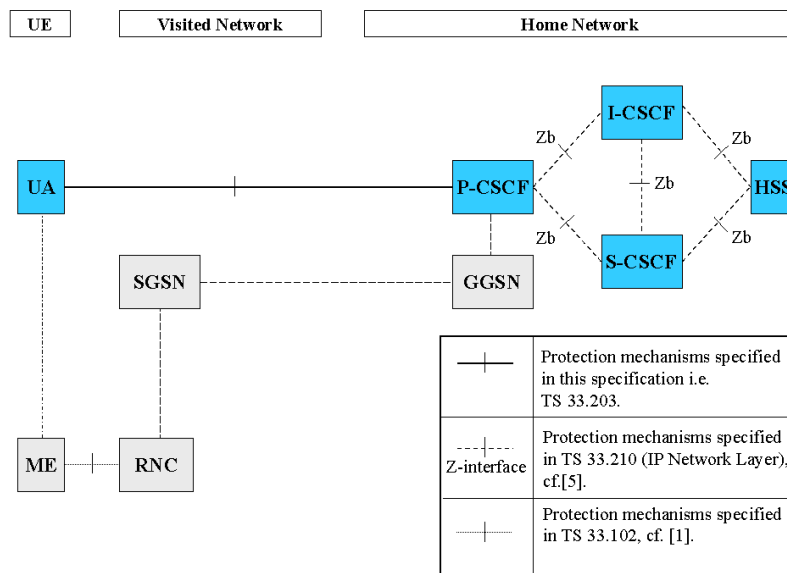 UE
Visited Network
Home Network
I-CSCF
Zb
Zb
UA
P-CSCF
Zb
HSS
Zb
Zb
S-CSCF
SGSN
GGSN
Protection mechanisms specified
in this specification i.e.
TS 33.203.
ME
RNC
Z-interface
Protection mechanisms specified
in TS 33.210 (IP Network Layer),
cf.[5].
Protection mechanisms specified
in TS 33.102, cf. [1].